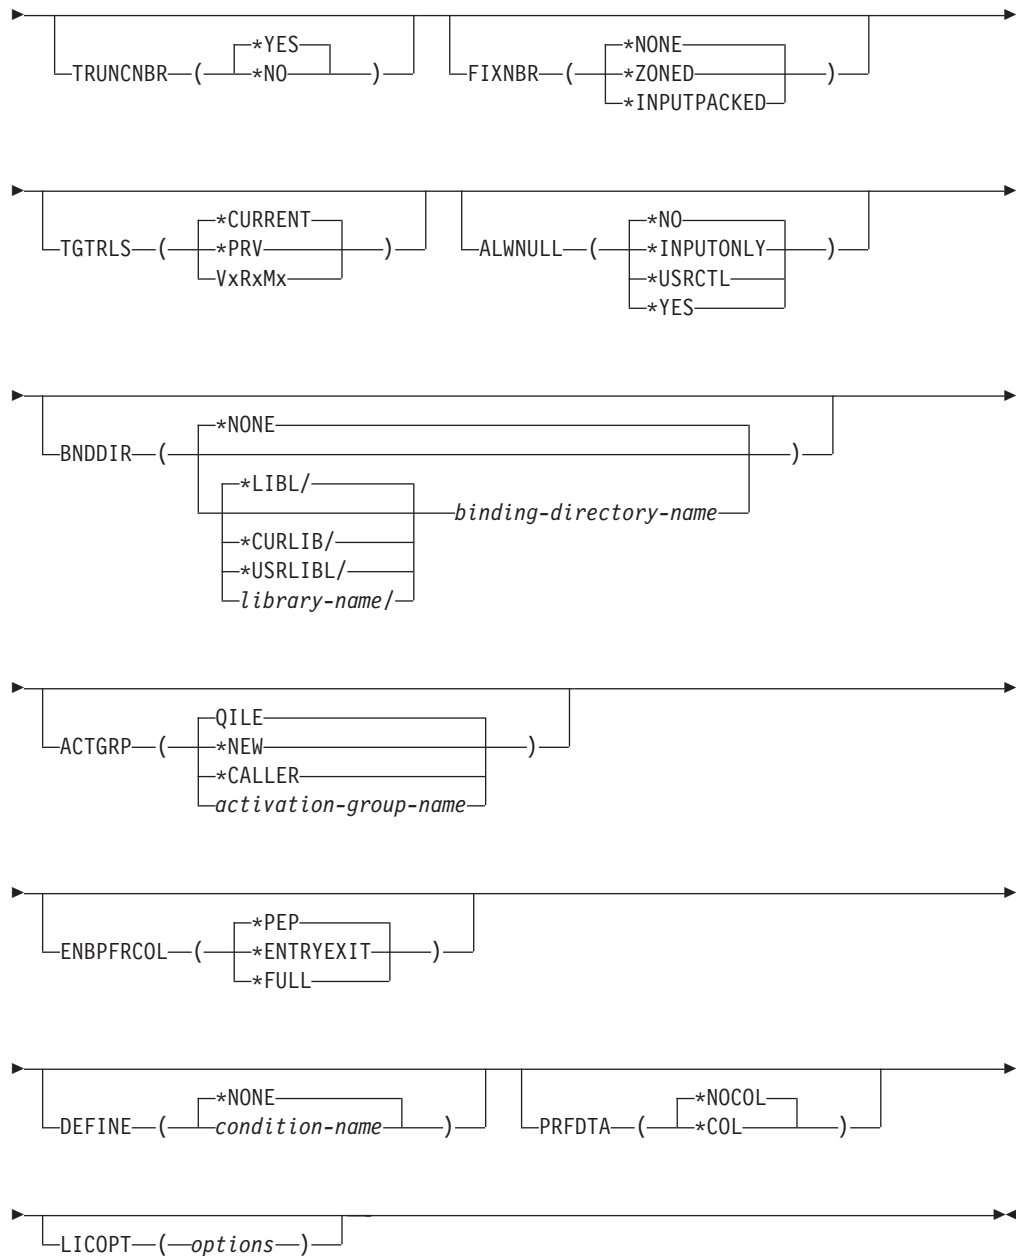 *YES *NONE
TRUNCNBR ( *NO ) FIXNBR ( *ZONED )
*INPUTPACKED
*CURRENT *NO
TGTRLS ( *PRV ) ALWNULL ( *INPUTONLY )
VxRxMx *USRCTL
*YES
*NONE
BNDDIR ( )
*LIBL/
binding-directory-name
*CURLIB/
*USRLIBL/
library-name/
QILE
ACTGRP ( *NEW )
*CALLER
activation-group-name
*PEP
ENBPFRCOL ( *ENTRYEXIT )
*FULL
*NONE *NOCOL
DEFINE ( condition-name ) PRFDTA ( *COL )
LICOPT ( options )